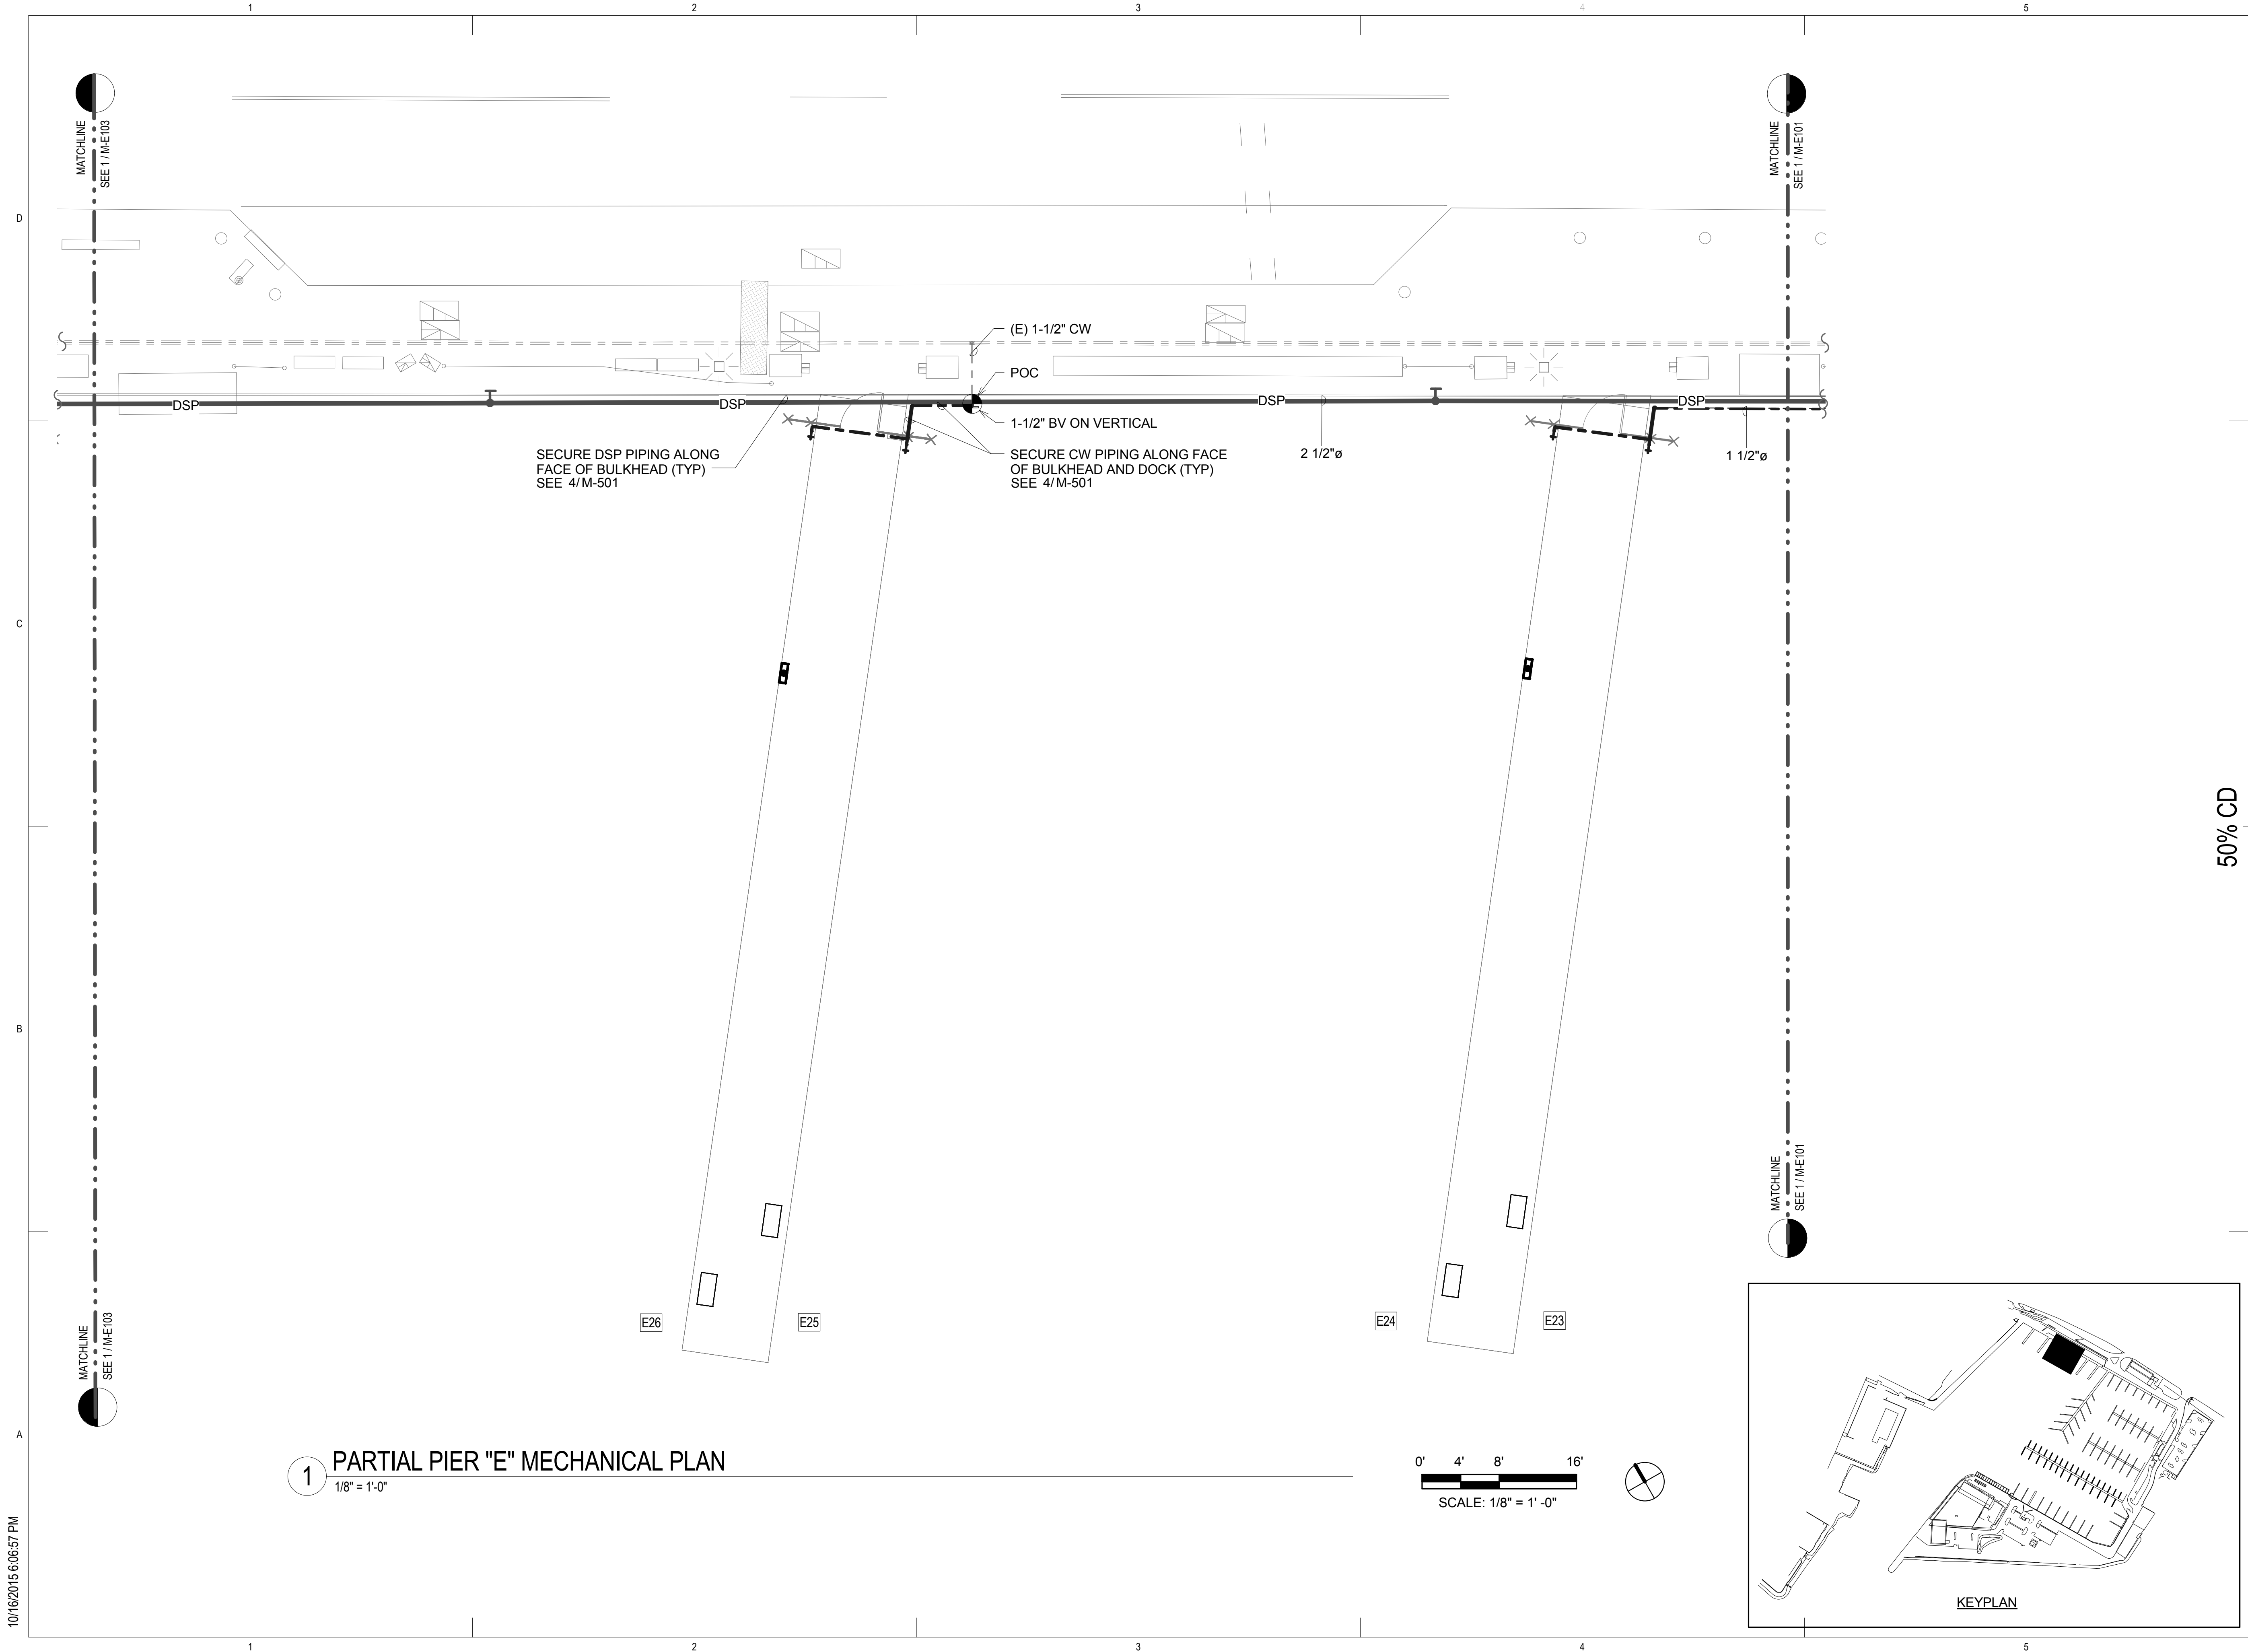 1
2
3
4
5
MATCHLINE
SEE 1 / M-E103
MATCHLINE
SEE 1 / M-E101
D
(E) 1-1/2" CW
POC
DSP
DSP
DSP
DSP
1-1/2" BV ON VERTICAL
SECURE DSP PIPING ALONG
FACE OF BULKHEAD (TYP)
SEE 4/ M-501
SECURE CW PIPING ALONG FACE
OF BULKHEAD AND DOCK (TYP)
SEE 4/ M-501
2 1/2"ø
1 1/2"ø
C
50% CD
B
MATCHLINE
SEE 1 / M-E101
MATCHLINE
SEE 1 / M-E103
E26
E25
E24
E23
A
1
PARTIAL PIER "E" MECHANICAL PLAN
1/8" = 1'-0"
0'
4'
8'
16'
SCALE: 1/8" = 1' -0"
KEYPLAN
10/16/2015 6:06:57 PM
1
2
3
4
5